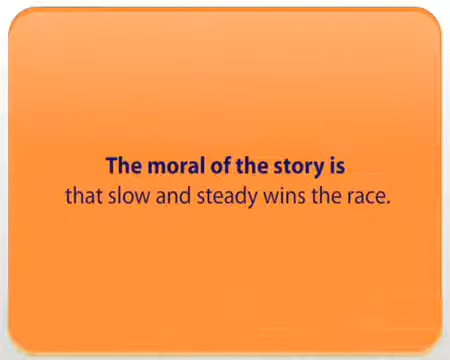 The moral of the story is
that slow and steady wins the race.